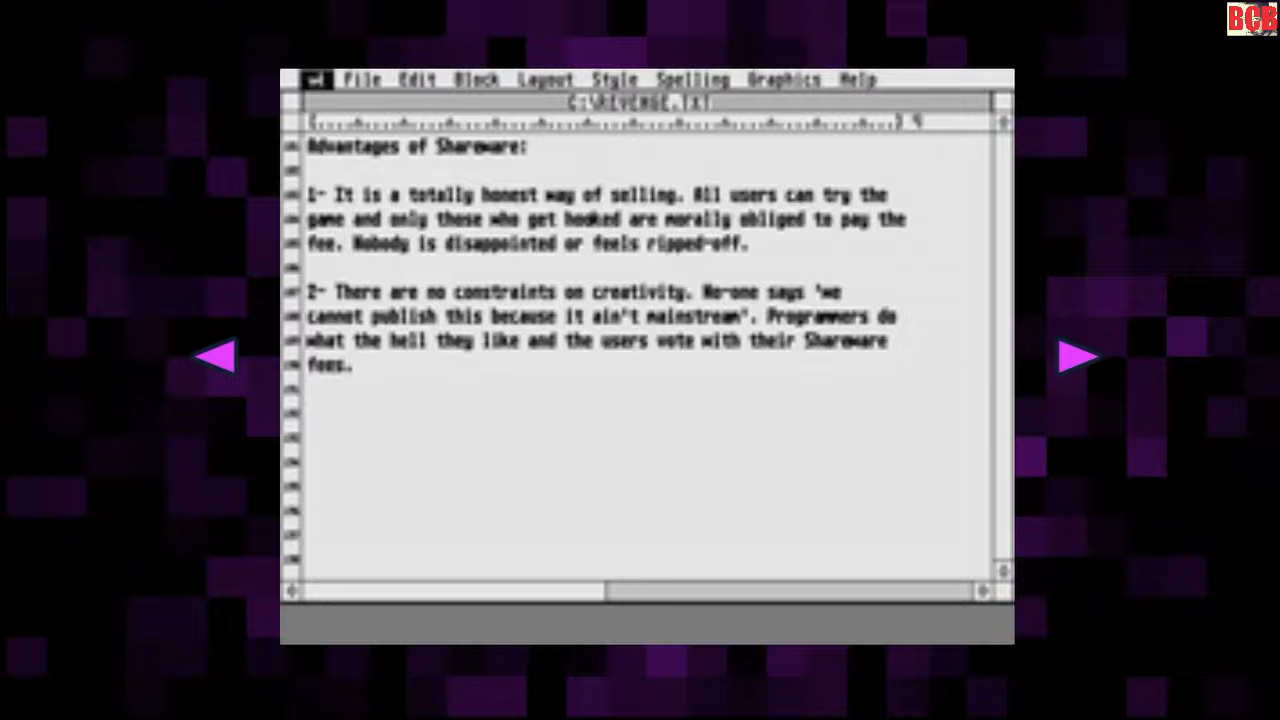 BCB
File Edit Block Layout Style Spelling Graphics Help
C:\REVENGE.TXT
Advantages of Shareware:
1- It is a totally honest way of selling. All users can try the
game and only those who get hooked are morally obliged to pay the
fee. Nobody is disappointed or feels ripped-off.
2- There are no constraints on creativity. No-one says 'we
cannot publish this because it ain't mainstream'. Programmers do
what the hell they like and the users vote with their Shareware
fees.